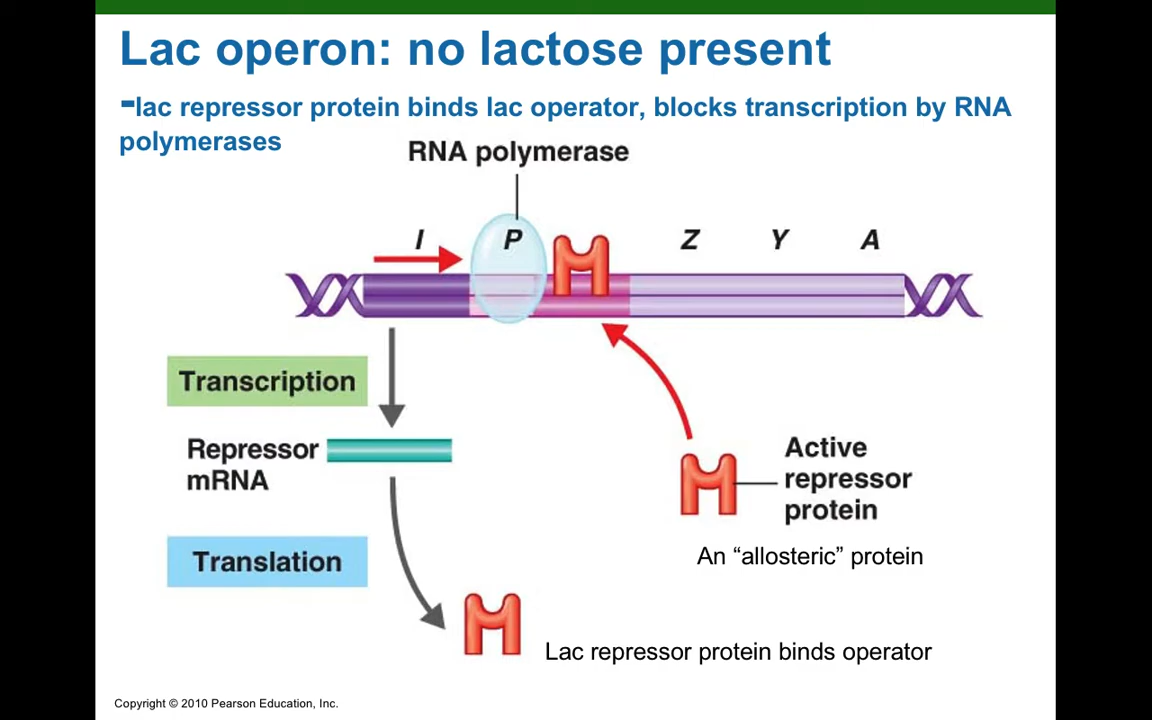 Lac operon: no lactose present
-lac repressor protein binds lac operator, blocks transcription by RNA
polymerases
RNA polymerase
I P Z Y A
Transcription
Repressor
mRNA
Active
repressor
protein
An “allosteric” protein
Translation
Lac repressor protein binds operator
Copyright © 2010 Pearson Education, Inc.